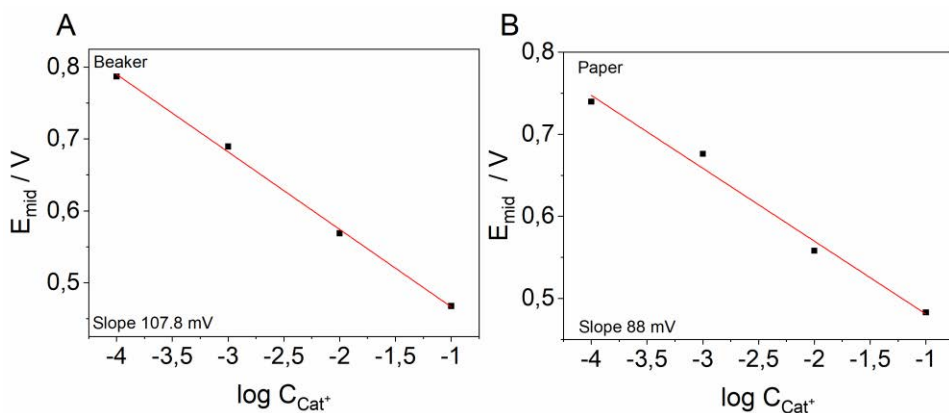 A
Beaker
0,8
0,7
0,6
0,5
E_mid / V
Slope 107.8 mV
-4 -3,5 -3 -2,5 -2 -1,5 -1
log C_Cat⁺
B
Paper
0,8
0,7
0,6
0,5
E_mid / V
Slope 88 mV
-4 -3,5 -3 -2,5 -2 -1,5 -1
log C_Cat⁺